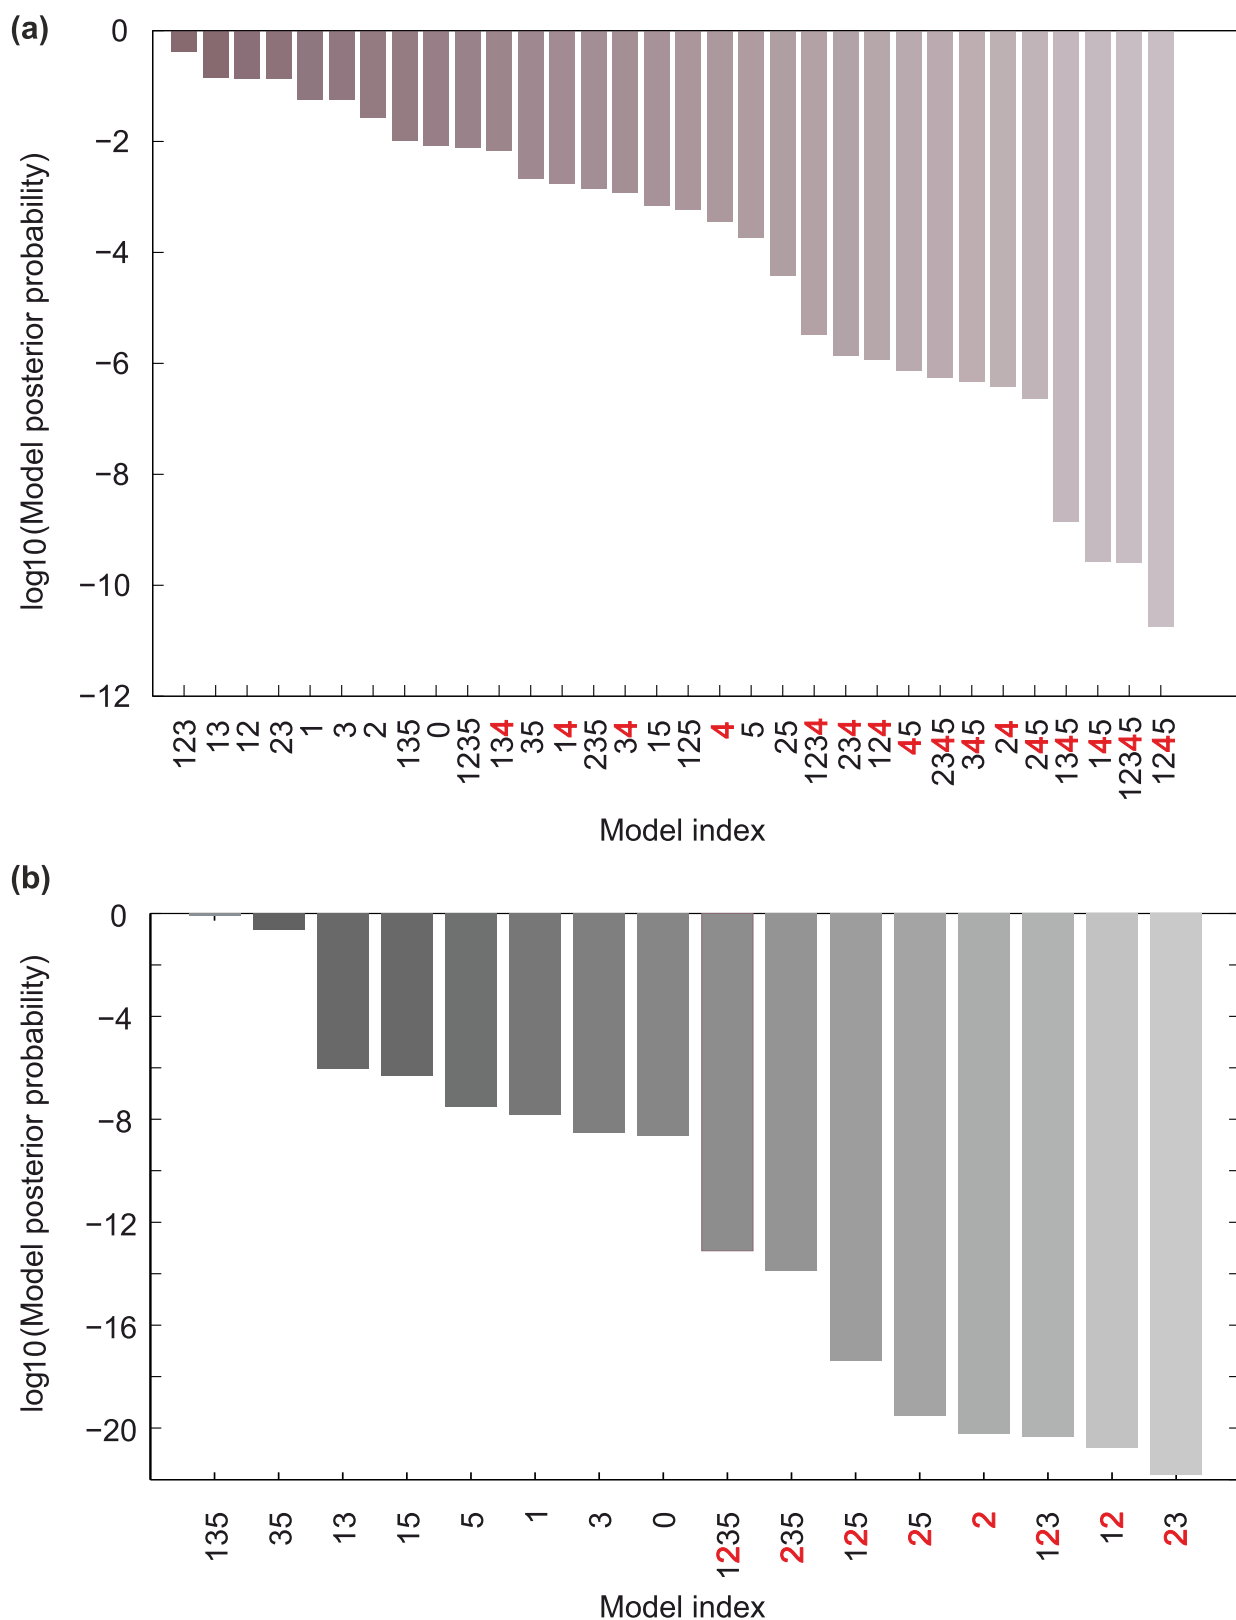 (a)
log10(Model posterior probability)
0
−2
−4
−6
−8
−10
−12
123 13 12 23 1 3 2 135 0 1235 134 35 14 235 34 15 125 4 5 25 1234 234 124 45 2345 345 24 245 1345 145 12345 1245
Model index
(b)
log10(Model posterior probability)
0
−4
−8
−12
−16
−20
135 35 13 15 5 1 3 0 1235 235 125 25 2 123 12 23
Model index